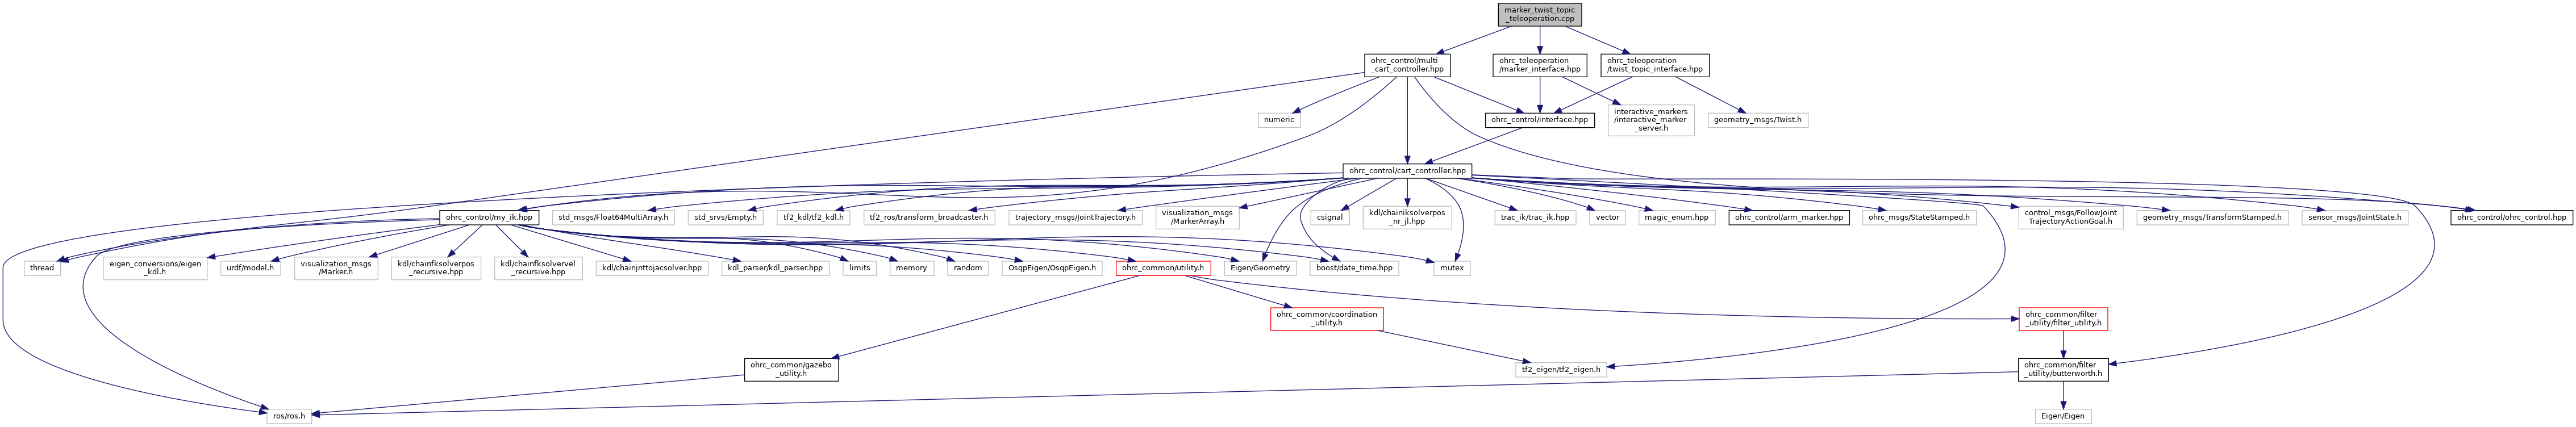 marker_twist_topic
_teleoperation.cpp
ohrc_control/multi
_cart_controller.hpp
ohrc_teleoperation
/marker_interface.hpp
ohrc_teleoperation
/twist_topic_interface.hpp
numeric
ohrc_control/interface.hpp
interactive_markers
/interactive_marker
_server.h
geometry_msgs/Twist.h
ohrc_control/cart_controller.hpp
ohrc_control/my_ik.hpp
std_msgs/Float64MultiArray.h
std_srvs/Empty.h
tf2_kdl/tf2_kdl.h
tf2_ros/transform_broadcaster.h
trajectory_msgs/JointTrajectory.h
visualization_msgs
/MarkerArray.h
csignal
kdl/chainiksolverpos
_nr_jl.hpp
trac_ik/trac_ik.hpp
vector
magic_enum.hpp
ohrc_control/arm_marker.hpp
ohrc_msgs/StateStamped.h
control_msgs/FollowJoint
TrajectoryActionGoal.h
geometry_msgs/TransformStamped.h
sensor_msgs/JointState.h
ohrc_control/ohrc_control.hpp
thread
eigen_conversions/eigen
_kdl.h
urdf/model.h
visualization_msgs
/Marker.h
kdl/chainfksolverpos
_recursive.hpp
kdl/chainfksolvervel
_recursive.hpp
kdl/chainjnttojacsolver.hpp
kdl_parser/kdl_parser.hpp
limits
memory
random
OsqpEigen/OsqpEigen.h
ohrc_common/utility.h
Eigen/Geometry
boost/date_time.hpp
mutex
ohrc_common/coordination
_utility.h
ohrc_common/filter
_utility/filter_utility.h
ohrc_common/gazebo
_utility.h
tf2_eigen/tf2_eigen.h
ohrc_common/filter
_utility/butterworth.h
ros/ros.h
Eigen/Eigen